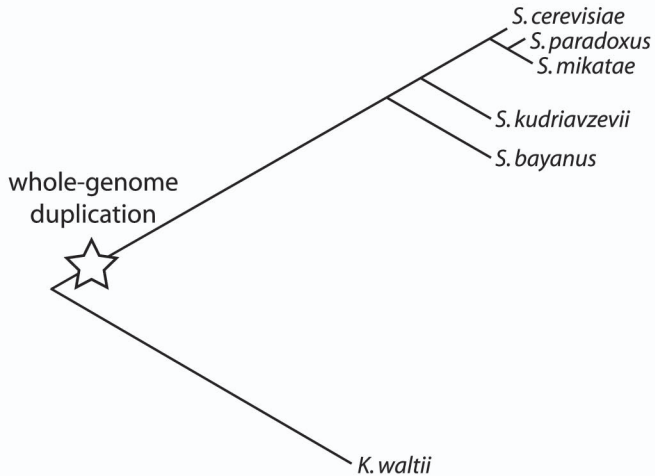 S. cerevisiae
S. paradoxus
S. mikatae
S. kudriavzevii
S. bayanus
whole-genome
duplication
K. waltii